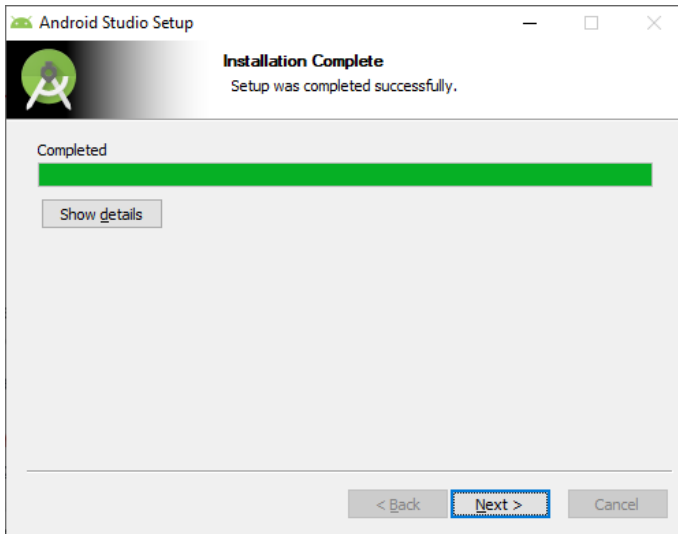 Android Studio Setup
Installation Complete
Setup was completed successfully.
Completed
Show details
< Back
Next >
Cancel